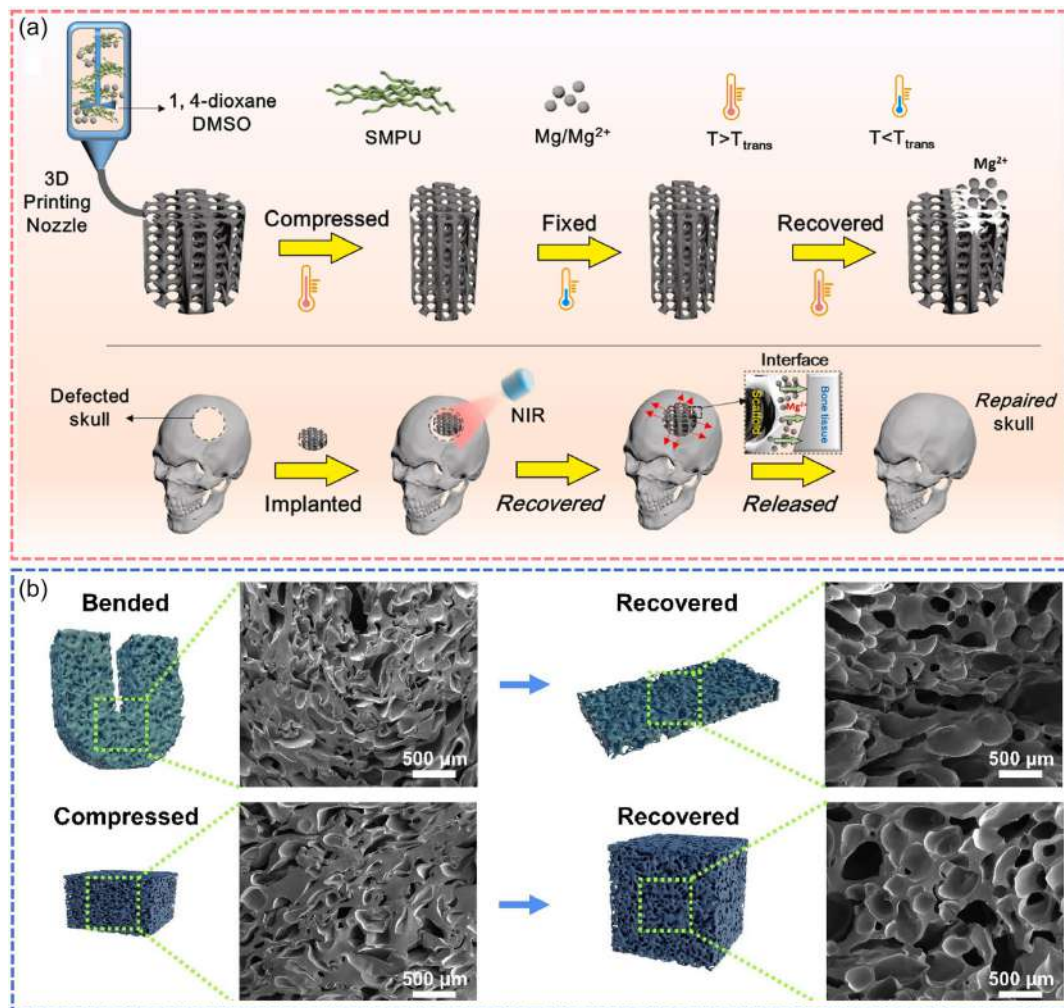 (a)
1, 4-dioxane
DMSO
SMPU
Mg/Mg²⁺
T>Ttrans
T<Ttrans
3D
Printing
Nozzle
Compressed
Fixed
Recovered
Mg²⁺
Defected
skull
Implanted
NIR
Recovered
Interface
Scaffold
Mg²⁺
Bone tissue
Released
Repaired
skull
(b)
Bended
500 µm
Recovered
500 µm
Compressed
500 µm
Recovered
500 µm